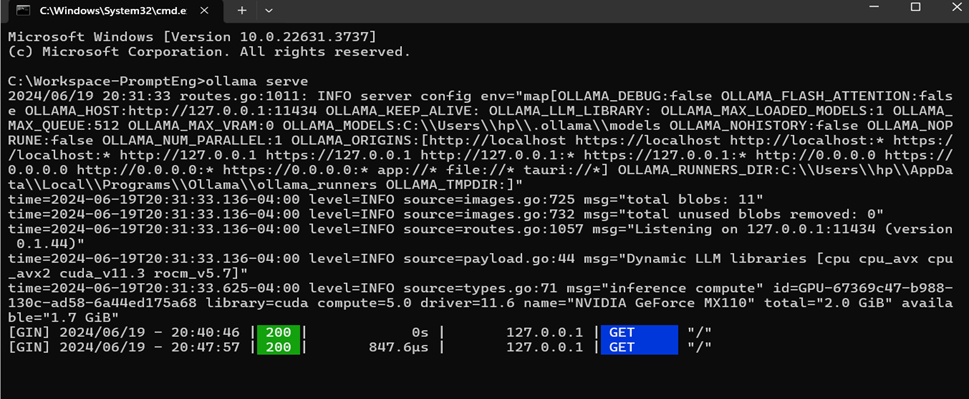 C:\Windows\System32\cmd.e
Microsoft Windows [Version 10.0.22631.3737]
(c) Microsoft Corporation. All rights reserved.
C:\Workspace-PromptEng>ollama serve
2024/06/19 20:31:33 routes.go:1011: INFO server config env="map[OLLAMA_DEBUG:false OLLAMA_FLASH_ATTENTION:fals
e OLLAMA_HOST:http://127.0.0.1:11434 OLLAMA_KEEP_ALIVE: OLLAMA_LLM_LIBRARY: OLLAMA_MAX_LOADED_MODELS:1 OLLAMA_
MAX_QUEUE:512 OLLAMA_MAX_VRAM:0 OLLAMA_MODELS:C:\\Users\\hp\\.ollama\\models OLLAMA_NOHISTORY:false OLLAMA_NOP
RUNE:false OLLAMA_NUM_PARALLEL:1 OLLAMA_ORIGINS:[http://localhost https://localhost http://localhost:* https:/
/localhost:* http://127.0.0.1 https://127.0.0.1 http://127.0.0.1:* https://127.0.0.1:* http://0.0.0.0 https://
0.0.0.0 http://0.0.0.0:* https://0.0.0.0:* app://* file://* tauri://*] OLLAMA_RUNNERS_DIR:C:\\Users\\hp\\AppDa
ta\\Local\\Programs\\Ollama\\ollama_runners OLLAMA_TMPDIR:]"
time=2024-06-19T20:31:33.136-04:00 level=INFO source=images.go:725 msg="total blobs: 11"
time=2024-06-19T20:31:33.136-04:00 level=INFO source=images.go:732 msg="total unused blobs removed: 0"
time=2024-06-19T20:31:33.136-04:00 level=INFO source=routes.go:1057 msg="Listening on 127.0.0.1:11434 (version
0.1.44)"
time=2024-06-19T20:31:33.136-04:00 level=INFO source=payload.go:44 msg="Dynamic LLM libraries [cpu cpu_avx cpu
_avx2 cuda_v11.3 rocm_v5.7]"
time=2024-06-19T20:31:33.625-04:00 level=INFO source=types.go:71 msg="inference compute" id=GPU-67369c47-b988-
130c-ad58-6a44ed175a68 library=cuda compute=5.0 driver=11.6 name="NVIDIA GeForce MX110" total="2.0 GiB" availa
ble="1.7 GiB"
[GIN] 2024/06/19 - 20:40:46 | 200 | 0s | 127.0.0.1 | GET "/"
[GIN] 2024/06/19 - 20:47:57 | 200 | 847.6µs | 127.0.0.1 | GET "/"